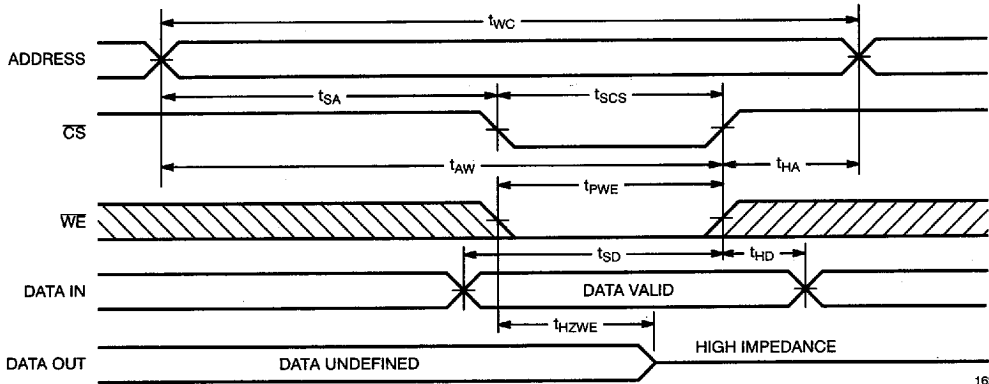 tWC
ADDRESS
tSA
tSCS
CS
tAW
tHA
tPWE
WE
tSD
tHD
DATA IN
DATA VALID
tHZWE
DATA OUT
DATA UNDEFINED
HIGH IMPEDANCE
16